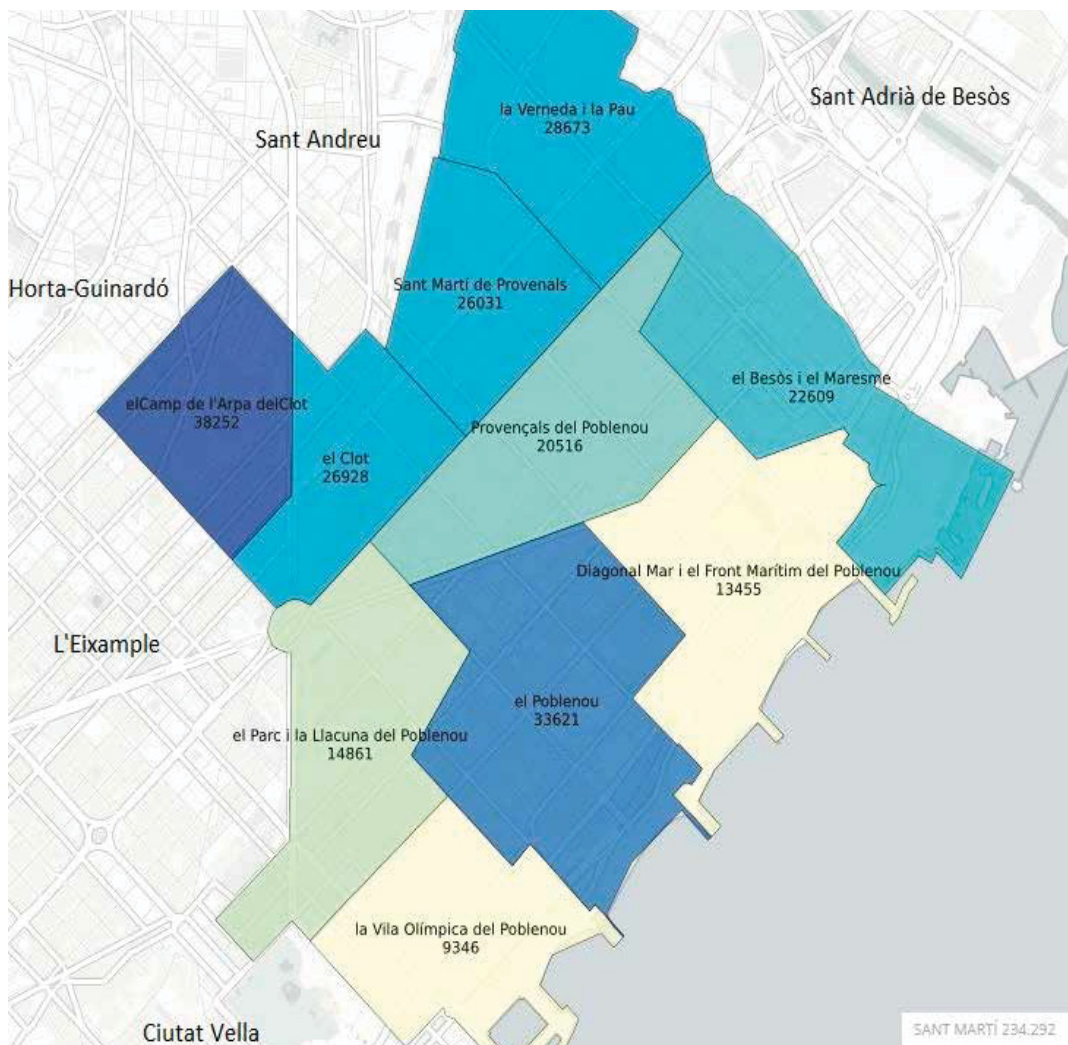 la Verneda i la Pau
28673
Sant Adrià de Besòs
Sant Andreu
Sant Martí de Provenals
26031
Horta-Guinardó
el Besòs i el Maresme
22609
elCamp de l'Arpa delClot
38252
Provençals del Poblenou
20516
el Clot
26928
Diagonal Mar i el Front Marítim del Poblenou
13455
L'Eixample
el Poblenou
33621
el Parc i la Llacuna del Poblenou
14861
la Vila Olímpica del Poblenou
9346
Ciutat Vella
SANT MARTÍ 234.292